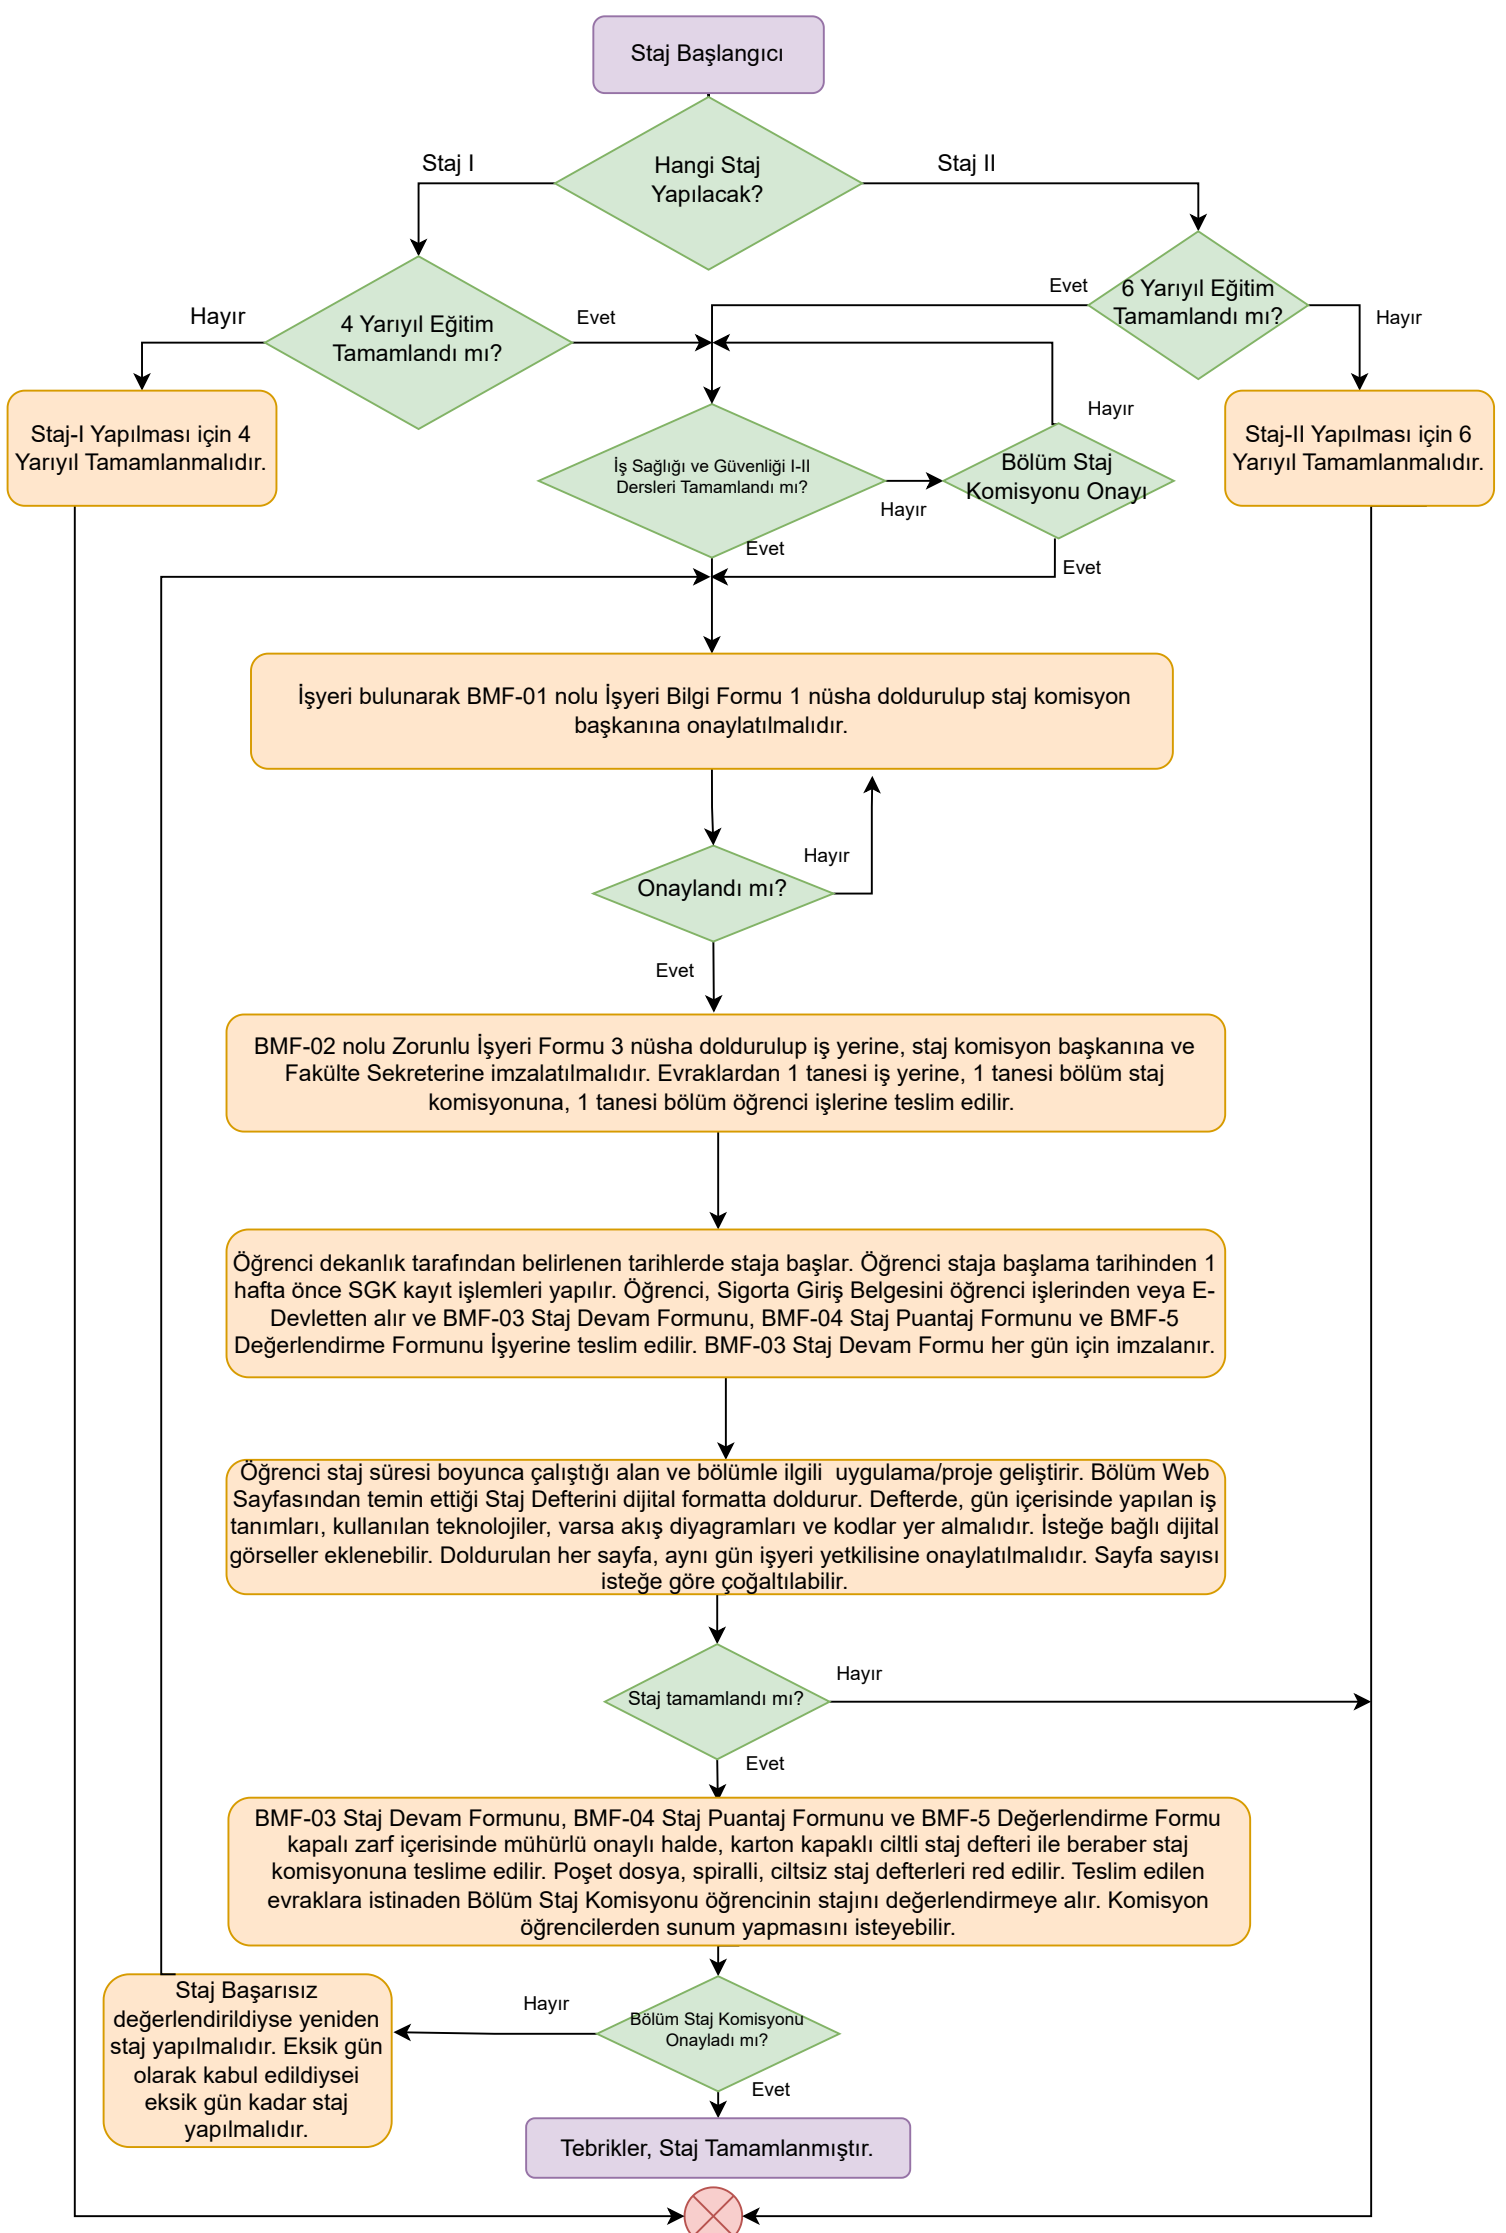 Staj Başlangıcı
Hangi Staj
Yapılacak?
Staj I
Staj II
4 Yarıyıl Eğitim
Tamamlandı mı?
Hayır
Evet
6 Yarıyıl Eğitim
Tamamlandı mı?
Evet
Hayır
Staj-I Yapılması için 4
Yarıyıl Tamamlanmalıdır.
İş Sağlığı ve Güvenliği I-II
Dersleri Tamamlandı mı?
Hayır
Evet
Hayır
Bölüm Staj
Komisyonu Onayı
Evet
Staj-II Yapılması için 6
Yarıyıl Tamamlanmalıdır.
İşyeri bulunarak BMF-01 nolu İşyeri Bilgi Formu 1 nüsha doldurulup staj komisyon
başkanına onaylatılmalıdır.
Onaylandı mı?
Hayır
Evet
BMF-02 nolu Zorunlu İşyeri Formu 3 nüsha doldurulup iş yerine, staj komisyon başkanına ve
Fakülte Sekreterine imzalatılmalıdır. Evraklardan 1 tanesi iş yerine, 1 tanesi bölüm staj
komisyonuna, 1 tanesi bölüm öğrenci işlerine teslim edilir.
Öğrenci dekanlık tarafından belirlenen tarihlerde staja başlar. Öğrenci staja başlama tarihinden 1
hafta önce SGK kayıt işlemleri yapılır. Öğrenci, Sigorta Giriş Belgesini öğrenci işlerinden veya E-
Devletten alır ve BMF-03 Staj Devam Formunu, BMF-04 Staj Puantaj Formunu ve BMF-5
Değerlendirme Formunu İşyerine teslim edilir. BMF-03 Staj Devam Formu her gün için imzalanır.
Öğrenci staj süresi boyunca çalıştığı alan ve bölümle ilgili  uygulama/proje geliştirir. Bölüm Web
Sayfasından temin ettiği Staj Defterini dijital formatta doldurur. Defterde, gün içerisinde yapılan iş
tanımları, kullanılan teknolojiler, varsa akış diyagramları ve kodlar yer almalıdır. İsteğe bağlı dijital
görseller eklenebilir. Doldurulan her sayfa, aynı gün işyeri yetkilisine onaylatılmalıdır. Sayfa sayısı
isteğe göre çoğaltılabilir.
Staj tamamlandı mı?
Hayır
Evet
BMF-03 Staj Devam Formunu, BMF-04 Staj Puantaj Formunu ve BMF-5 Değerlendirme Formu
kapalı zarf içerisinde mühürlü onaylı halde, karton kapaklı ciltli staj defteri ile beraber staj
komisyonuna teslime edilir. Poşet dosya, spiralli, ciltsiz staj defterleri red edilir. Teslim edilen
evraklara istinaden Bölüm Staj Komisyonu öğrencinin stajını değerlendirmeye alır. Komisyon
öğrencilerden sunum yapmasını isteyebilir.
Bölüm Staj Komisyonu
Onayladı mı?
Hayır
Evet
Staj Başarısız
değerlendirildiyse yeniden
staj yapılmalıdır. Eksik gün
olarak kabul edildiysei
eksik gün kadar staj
yapılmalıdır.
Tebrikler, Staj Tamamlanmıştır.